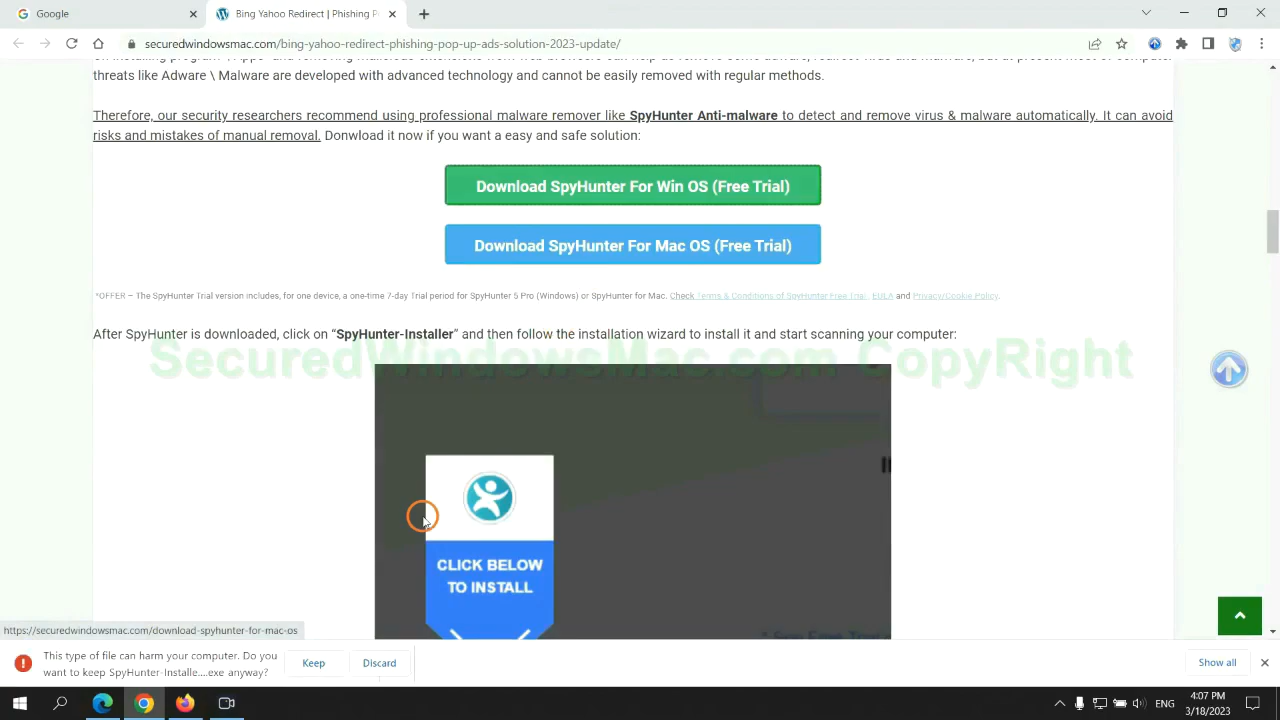 Google
Bing Yahoo Redirect | Phishing P
securedwindowsmac.com/bing-yahoo-redirect-phishing-pop-up-ads-solution-2023-update/
threats like Adware \ Malware are developed with advanced technology and cannot be easily removed with regular methods.
Therefore, our security researchers recommend using professional malware remover like SpyHunter Anti-malware to detect and remove virus & malware automatically. It can avoid
risks and mistakes of manual removal. Donwload it now if you want a easy and safe solution:
Download SpyHunter For Win OS (Free Trial)
Download SpyHunter For Mac OS (Free Trial)
*OFFER – The SpyHunter Trial version includes, for one device, a one-time 7-day Trial period for SpyHunter 5 Pro (Windows) or SpyHunter for Mac. Check Terms & Conditions of SpyHunter Free Trial, EULA and Privacy/Cookie Policy.
After SpyHunter is downloaded, click on “SpyHunter-Installer” and then follow the installation wizard to install it and start scanning your computer:
SecuredWindowsMac.com CopyRight
CLICK BELOW
TO INSTALL
https://securedwindowsmac.com/download-spyhunter-for-mac-os
This type of file can harm your computer. Do you
want to keep SpyHunter-Installe....exe anyway?
Keep
Discard
Show all
ENG
4:07 PM
3/18/2023